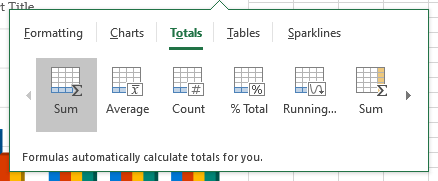 t Title
Formatting Charts Totals Tables Sparklines
Sum Average Count % Total Running... Sum
Formulas automatically calculate totals for you.